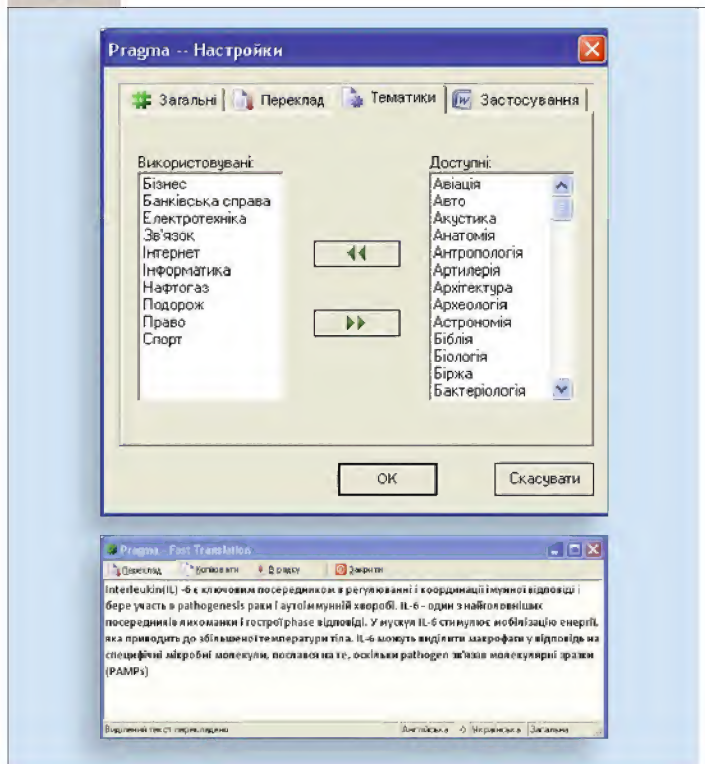 Pragma -- Настройки
Загальні Переклад Тематики Застосування
Використовувані:
Бізнес
Банківська справа
Електротехніка
Зв'язок
Інтернет
Інформатика
Нафтогаз
Подорож
Право
Спорт
Доступні:
Авіація
Авто
Акустика
Анатомія
Антропологія
Артилерія
Архітектура
Археологія
Астрономія
Біблія
Біологія
Біржа
Бактеріологія
OK Скасувати
Pragma - Fast Translation
Переклад Копіювати В рядку Закрити
Interleukin(IL) -6 є ключовим посередником в регулюванні і координації імунної відповіді і
бере участь в pathogenesis раки і аутоіммунній хворобі. IL-6 - один з найголовніших
посередників лихоманки і гострої phase відповіді. У мускул IL-6 стимулює мобілізацію енергії,
яка приводить до збільшеної температури тіла. IL-6 можуть виділити макрофаги у відповідь на
специфічні мікробні молекули, послався на те, оскільки pathogen зв'язав молекулярні зразки
(PAMPs)
Виділений текст перекладено
Англійська Українська Загальна